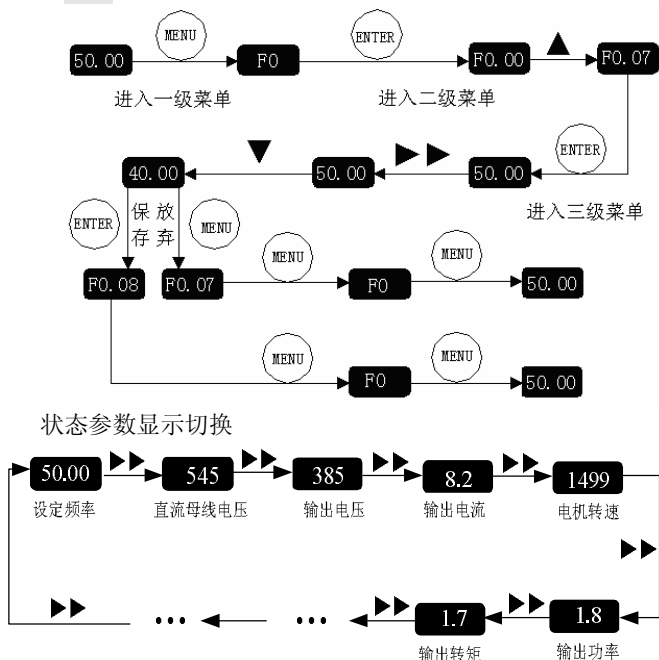 MENU
ENTER
50.00
F0
F0.00
F0.07
进入一级菜单
进入二级菜单
ENTER
40.00
50.00
50.00
进入三级菜单
ENTER
保 放
存 弃
MENU
MENU
MENU
F0.08
F0.07
F0
50.00
MENU
MENU
F0
50.00
状态参数显示切换
50.00
545
385
8.2
1499
设定频率
直流母线电压
输出电压
输出电流
电机转速
...
...
1.7
1.8
输出转矩
输出功率